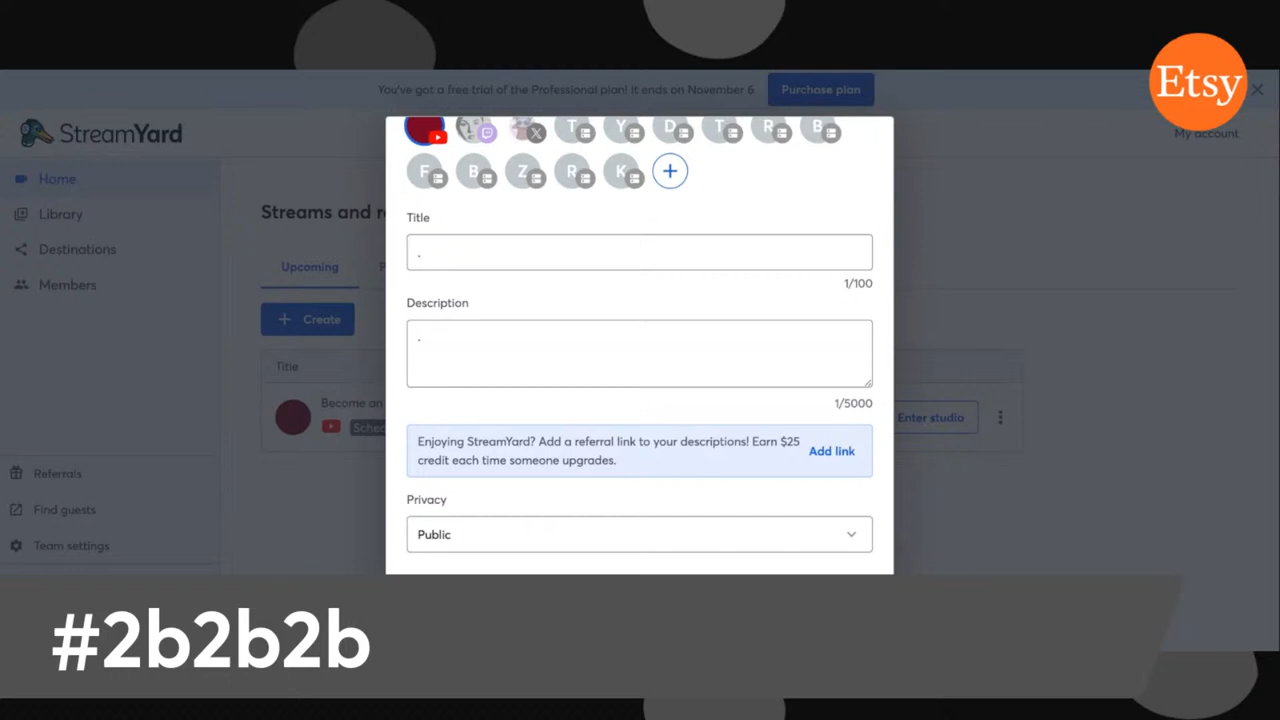 You've got a free trial of the Professional plan! It ends on November 6
Purchase plan
Etsy
StreamYard
My account
Home
Library
Destinations
Members
Referrals
Find guests
Team settings
Streams and r
Upcoming
P
+ Create
Title
Become an
Sched
Enter studio
T Y D T R B
F B Z R K
Title
.
1/100
Description
.
1/5000
Enjoying StreamYard? Add a referral link to your descriptions! Earn $25
credit each time someone upgrades.
Add link
Privacy
Public
#2b2b2b